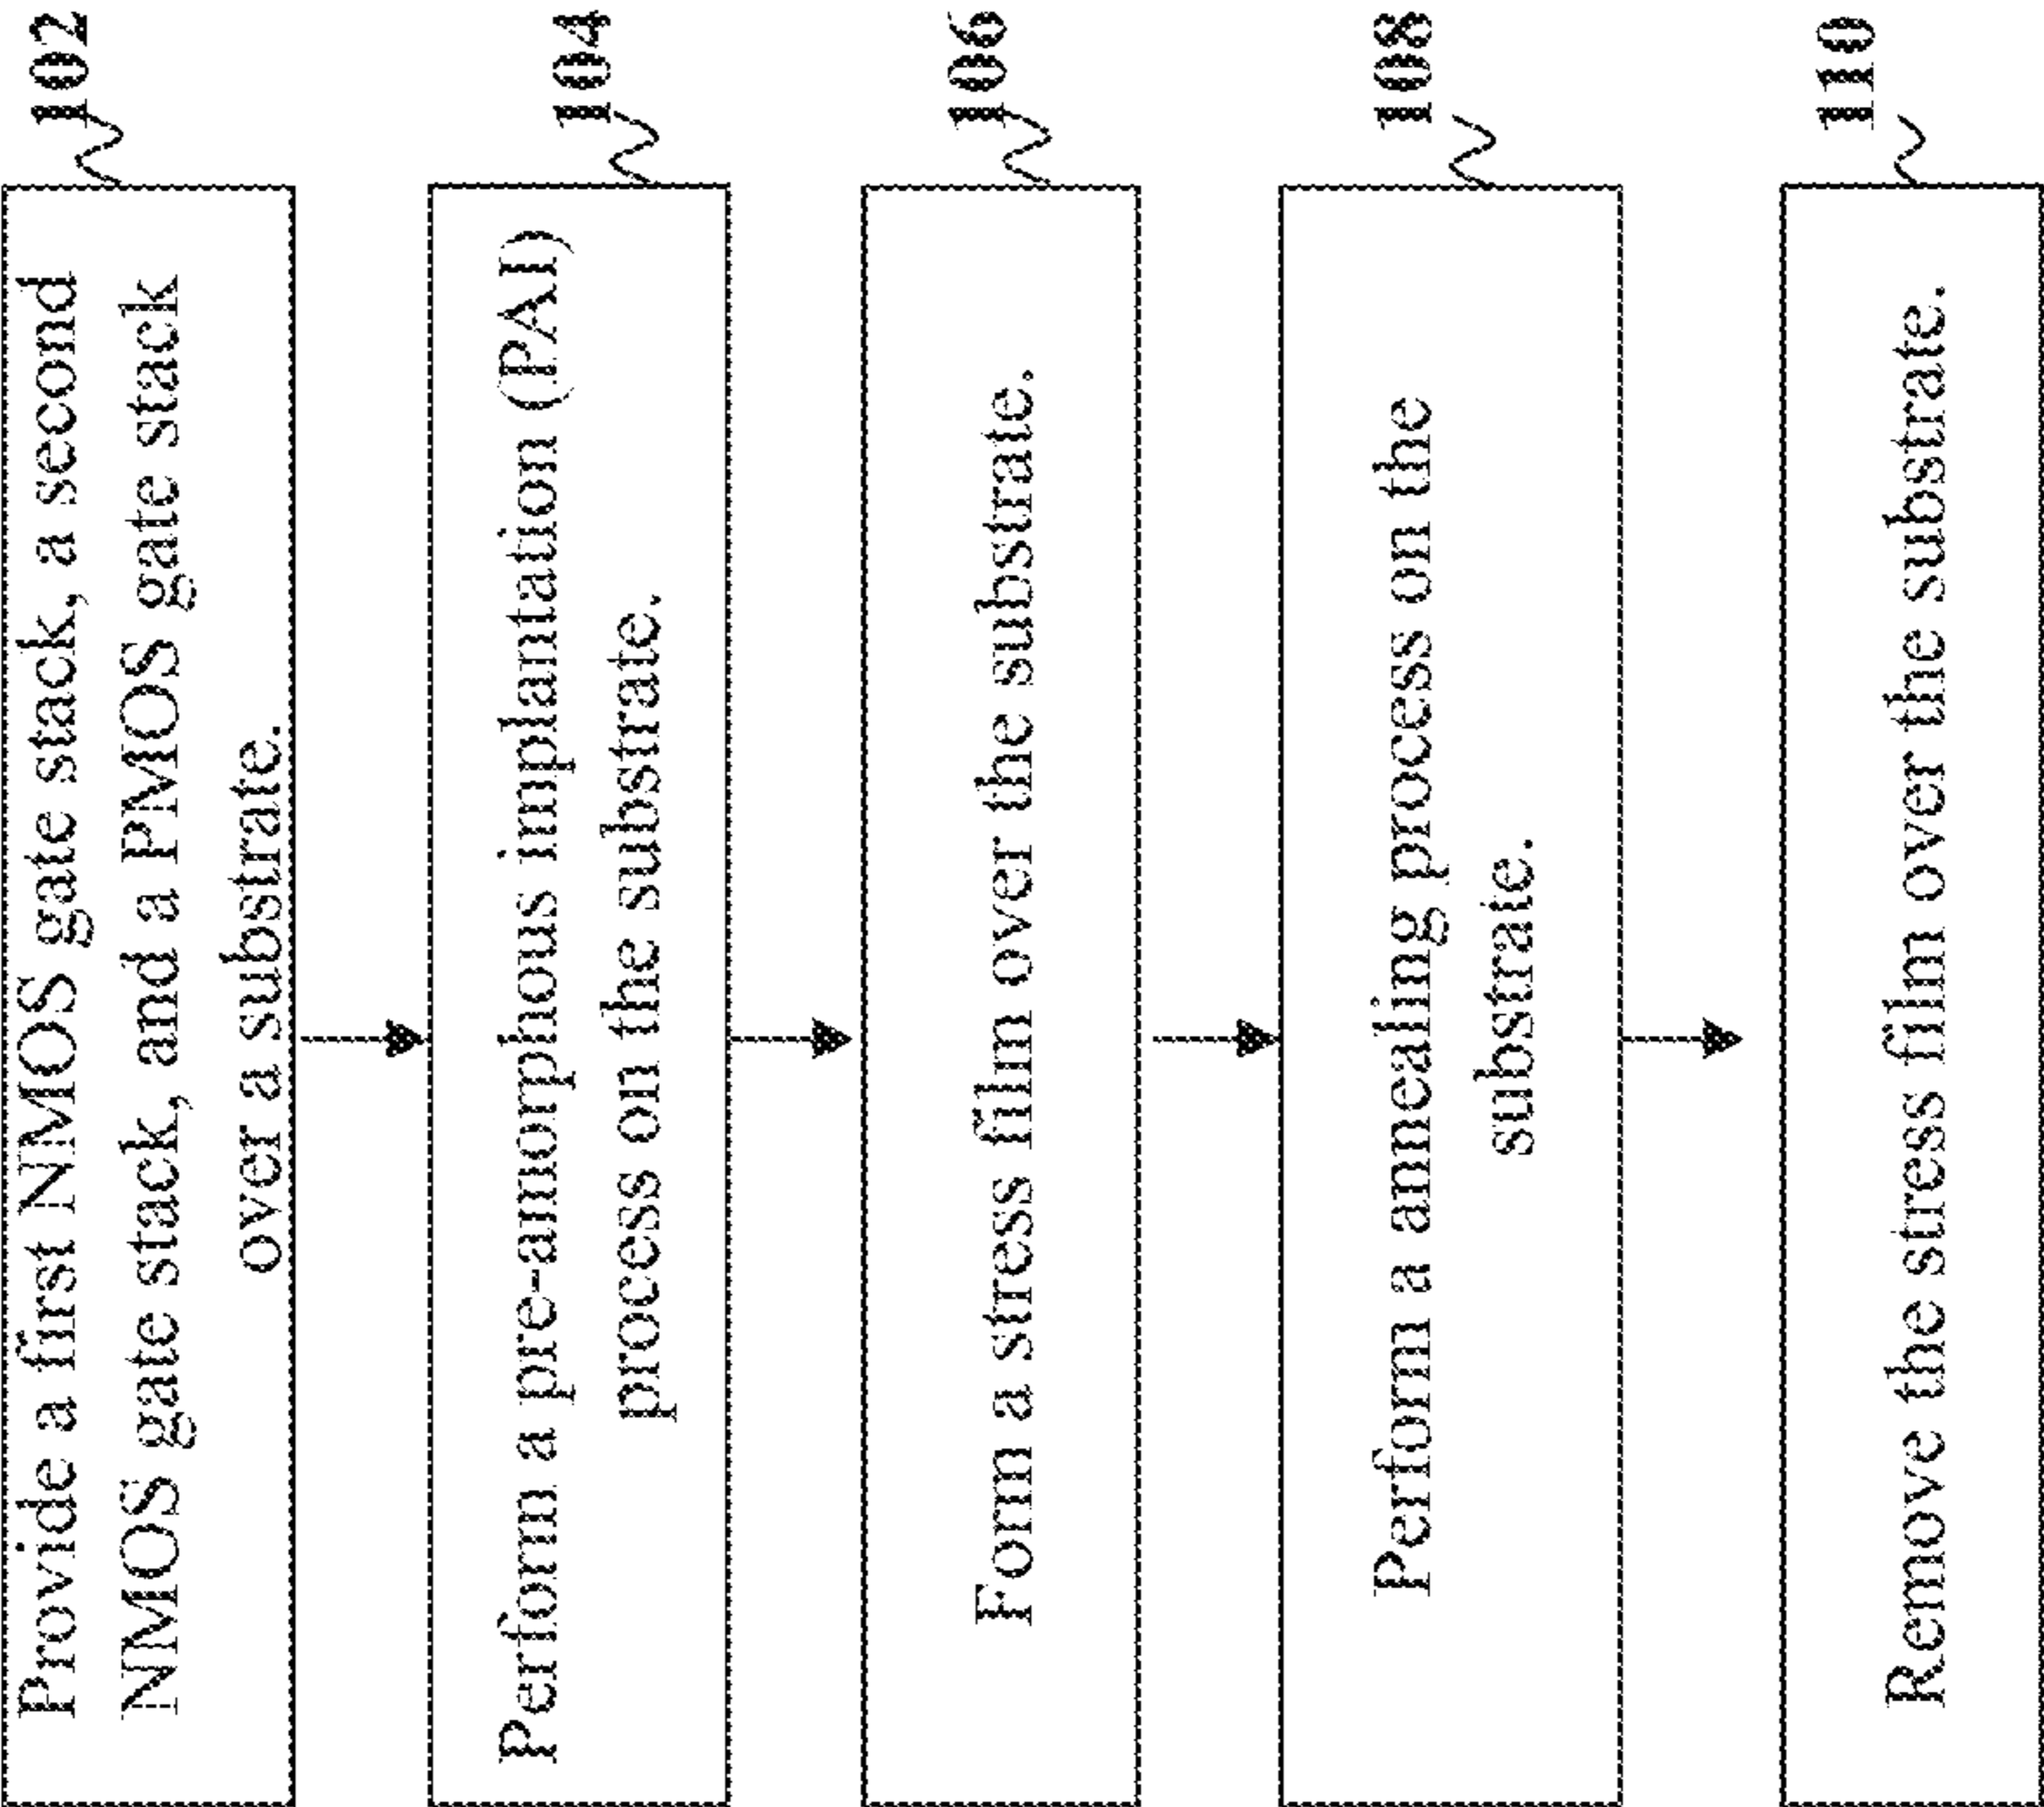 Provide a first NMOS gate stack, a second
NMOS gate stack, and a PMOS gate stack
over a substrate.
102
Perform a pre-amorphous implantation (PAI)
process on the substrate.
104
Form a stress film over the substrate.
106
Perform a annealing process on the
substrate.
108
Remove the stress film over the substrate.
110